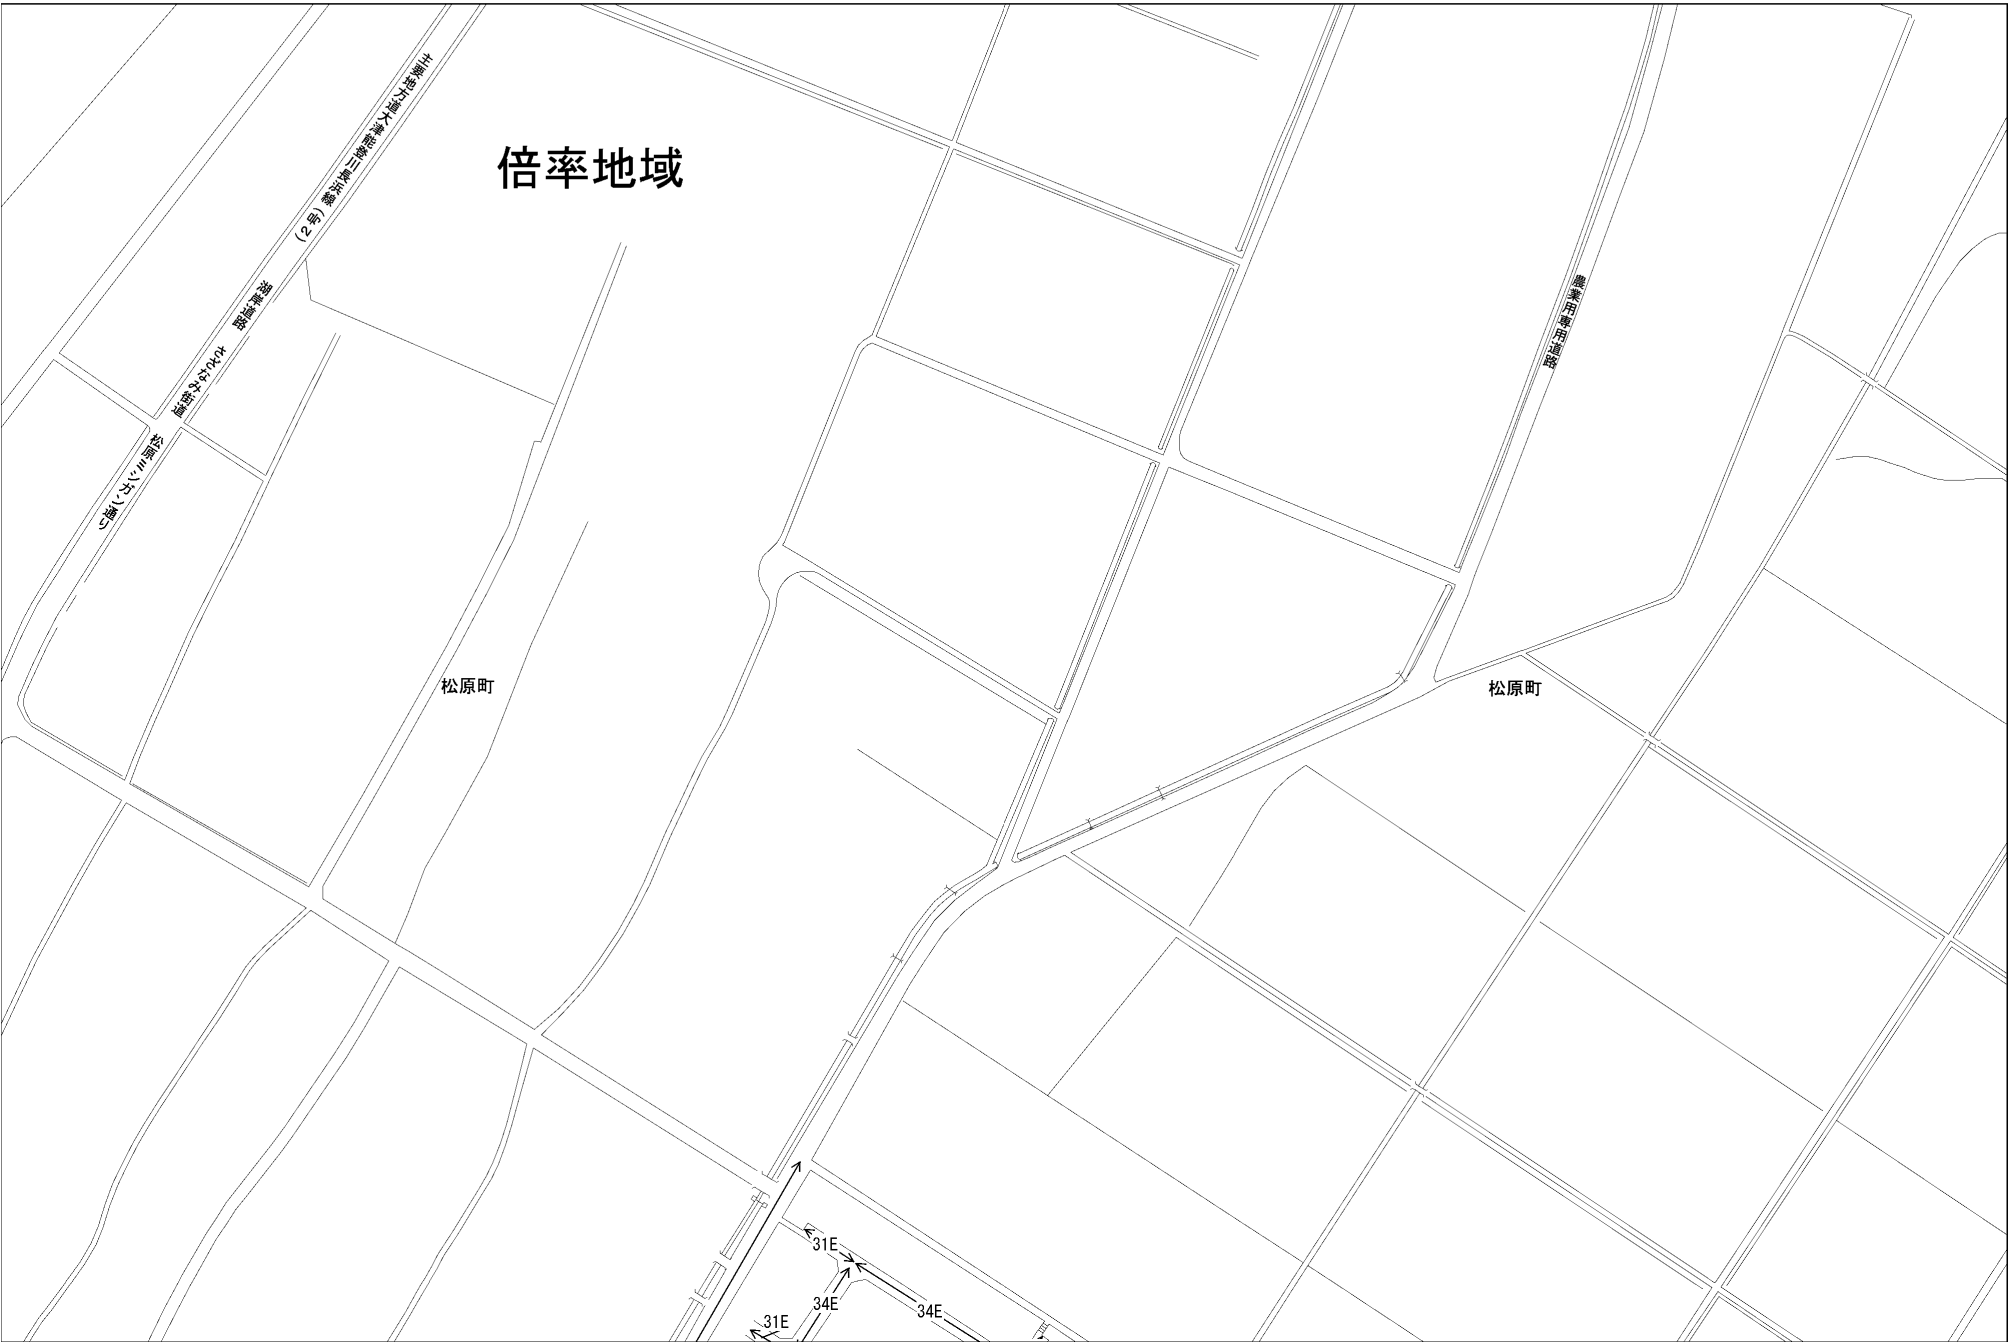 主要地方道大津能登川長浜線
(2号)
倍率地域
湖岸道路
さざなみ街道
農業用専用道路
松原ミシガン通り
松原町
松原町
31E
34E
34E
31E